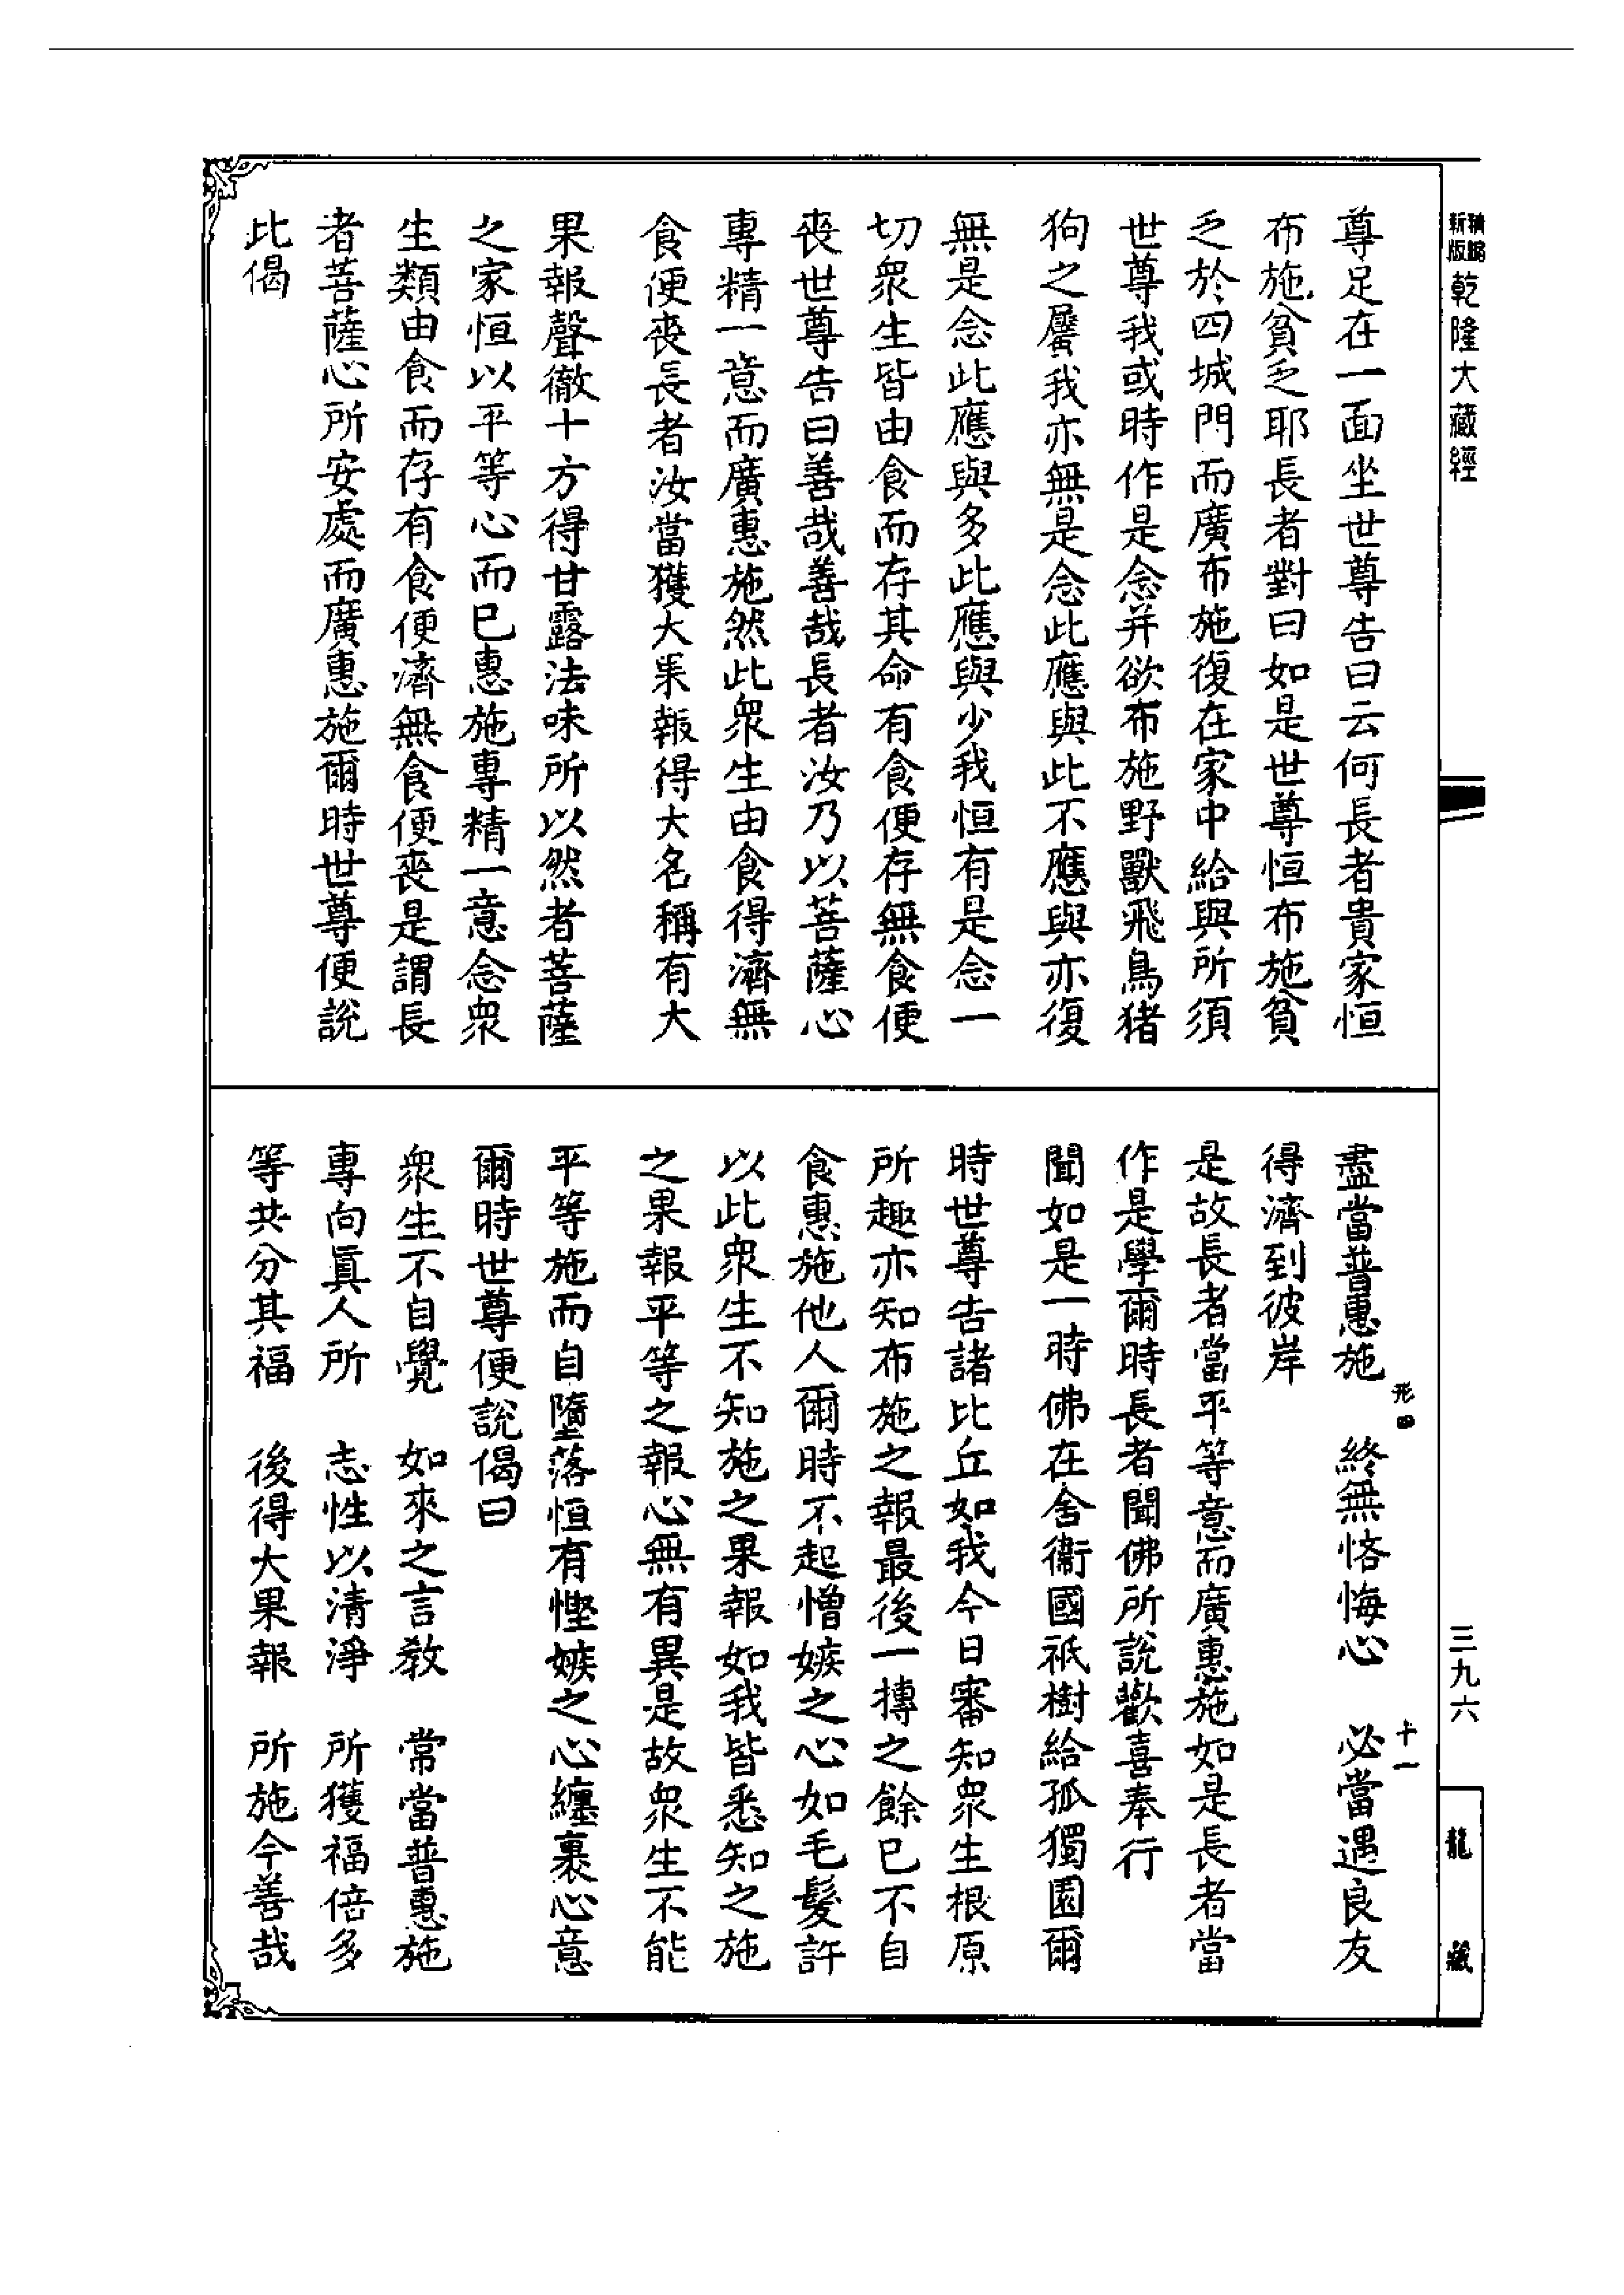 新版
精縮
乾隆大藏經
三九六
龍藏
尊足在一面坐世尊告曰云何長者貴家恒
布施貧乏耶長者對曰如是世尊恒布施貧
乏於四城門而廣布施復在家中給與所須
世尊我或時作是念并欲布施野獸飛鳥猪
狗之屬我亦無是念此應與此不應與亦復
無是念此應與多此應與少我恒有是念一
切衆生皆由食而存其命有食便存無食便
喪世尊告曰善哉善哉長者汝乃以菩薩心
專精一意而廣惠施然此衆生由食得濟無
食便喪長者汝當獲大果報得大名稱有大
果報聲徹十方得甘露法味所以然者菩薩
之家恒以平等心而已惠施專精一意念衆
生類由食而存有食便濟無食便喪是謂長
者菩薩心所安處而廣惠施爾時世尊便說
此偈
盡當普惠施　終無悋悔心　必當遇良友
得濟到彼岸
形四
十一
是故長者當平等意而廣惠施如是長者當
作是學爾時長者聞佛所說歡喜奉行
聞如是一時佛在舍衞國祇樹給孤獨園爾
時世尊告諸比丘如我今日審知衆生根原
所趣亦知布施之報最後一摶之餘已不自
食惠施他人爾時不起憎嫉之心如毛髮許
以此衆生不知施之果報如我皆悉知之施
之果報平等之報心無有異是故衆生不能
平等施而自墮落恒有慳嫉之心纏裹心意
爾時世尊便說偈曰
衆生不自覺　如來之言教　常當普惠施
專向眞人所　志性以清淨　所獲福倍多
等共分其福　後得大果報　所施今善哉